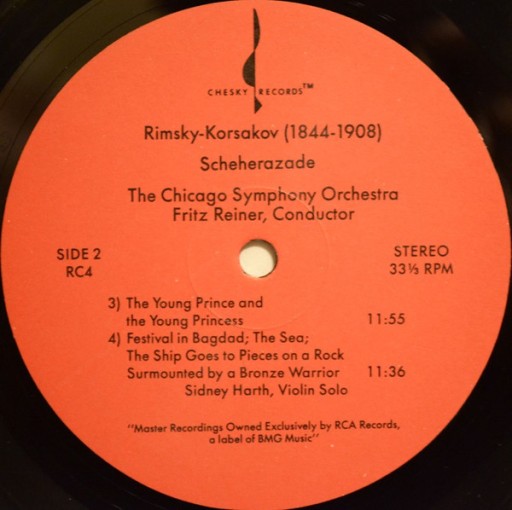 CHESKY RECORDS™
Rimsky-Korsakov (1844-1908)
Scheherazade
The Chicago Symphony Orchestra
Fritz Reiner, Conductor
SIDE 2
RC4
STEREO
33⅓ RPM
3) The Young Prince and
the Young Princess 11:55
4) Festival in Bagdad; The Sea;
The Ship Goes to Pieces on a Rock
Surmounted by a Bronze Warrior 11:36
Sidney Harth, Violin Solo
"Master Recordings Owned Exclusively by RCA Records,
a label of BMG Music"